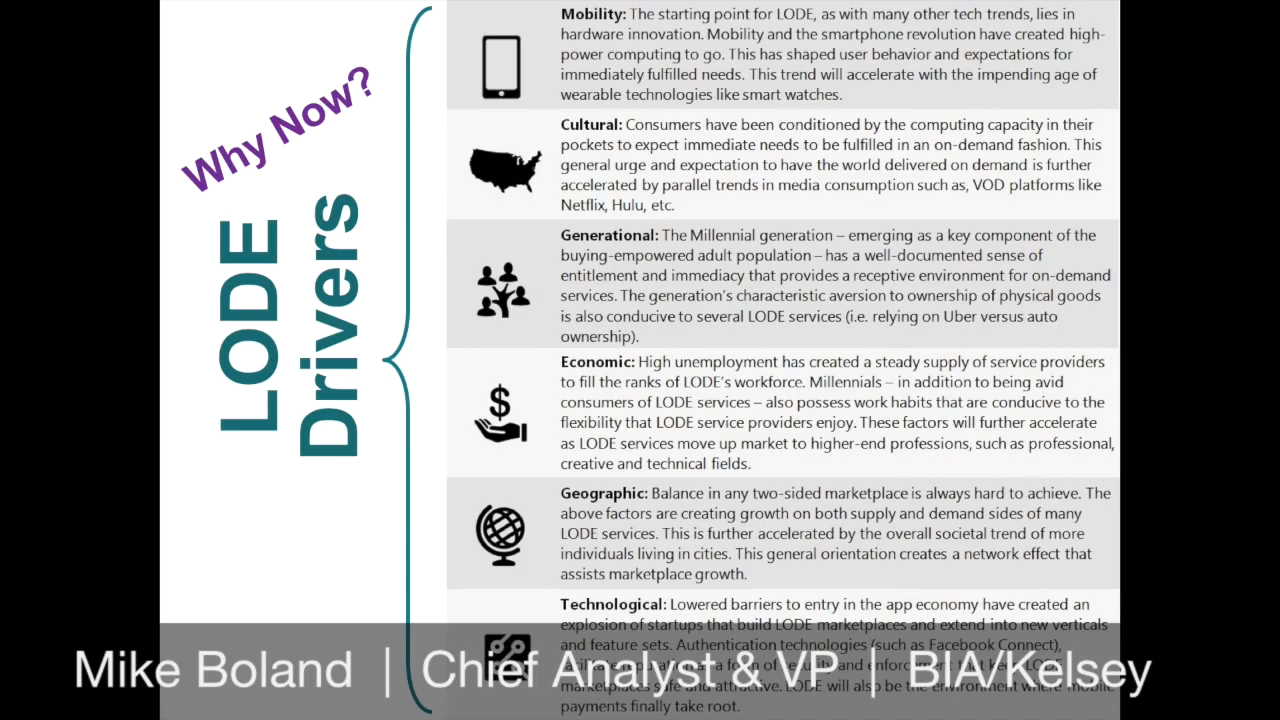 Why Now?
LODE
Drivers
Mobility: The starting point for LODE, as with many other tech trends, lies in
hardware innovation. Mobility and the smartphone revolution have created high-
power computing to go. This has shaped user behavior and expectations for
immediately fulfilled needs. This trend will accelerate with the impending age of
wearable technologies like smart watches.
Cultural: Consumers have been conditioned by the computing capacity in their
pockets to expect immediate needs to be fulfilled in an on-demand fashion. This
general urge and expectation to have the world delivered on demand is further
accelerated by parallel trends in media consumption such as, VOD platforms like
Netflix, Hulu, etc.
Generational: The Millennial generation – emerging as a key component of the
buying-empowered adult population – has a well-documented sense of
entitlement and immediacy that provides a receptive environment for on-demand
services. The generation's characteristic aversion to ownership of physical goods
is also conducive to several LODE services (i.e. relying on Uber versus auto
ownership).
Economic: High unemployment has created a steady supply of service providers
to fill the ranks of LODE's workforce. Millennials – in addition to being avid
consumers of LODE services – also possess work habits that are conducive to the
flexibility that LODE service providers enjoy. These factors will further accelerate
as LODE services move up market to higher-end professions, such as professional,
creative and technical fields.
Geographic: Balance in any two-sided marketplace is always hard to achieve. The
above factors are creating growth on both supply and demand sides of many
LODE services. This is further accelerated by the overall societal trend of more
individuals living in cities. This general orientation creates a network effect that
assists marketplace growth.
Technological: Lowered barriers to entry in the app economy have created an
explosion of startups that build LODE marketplaces and extend into new verticals
and feature sets. Authentication technologies (such as Facebook Connect),
a form of and enforcement that
marketplaces safe and attractive. LODE will also be the environment where mobile
payments finally take root.
Mike Boland | Chief Analyst & VP | BIA/Kelsey